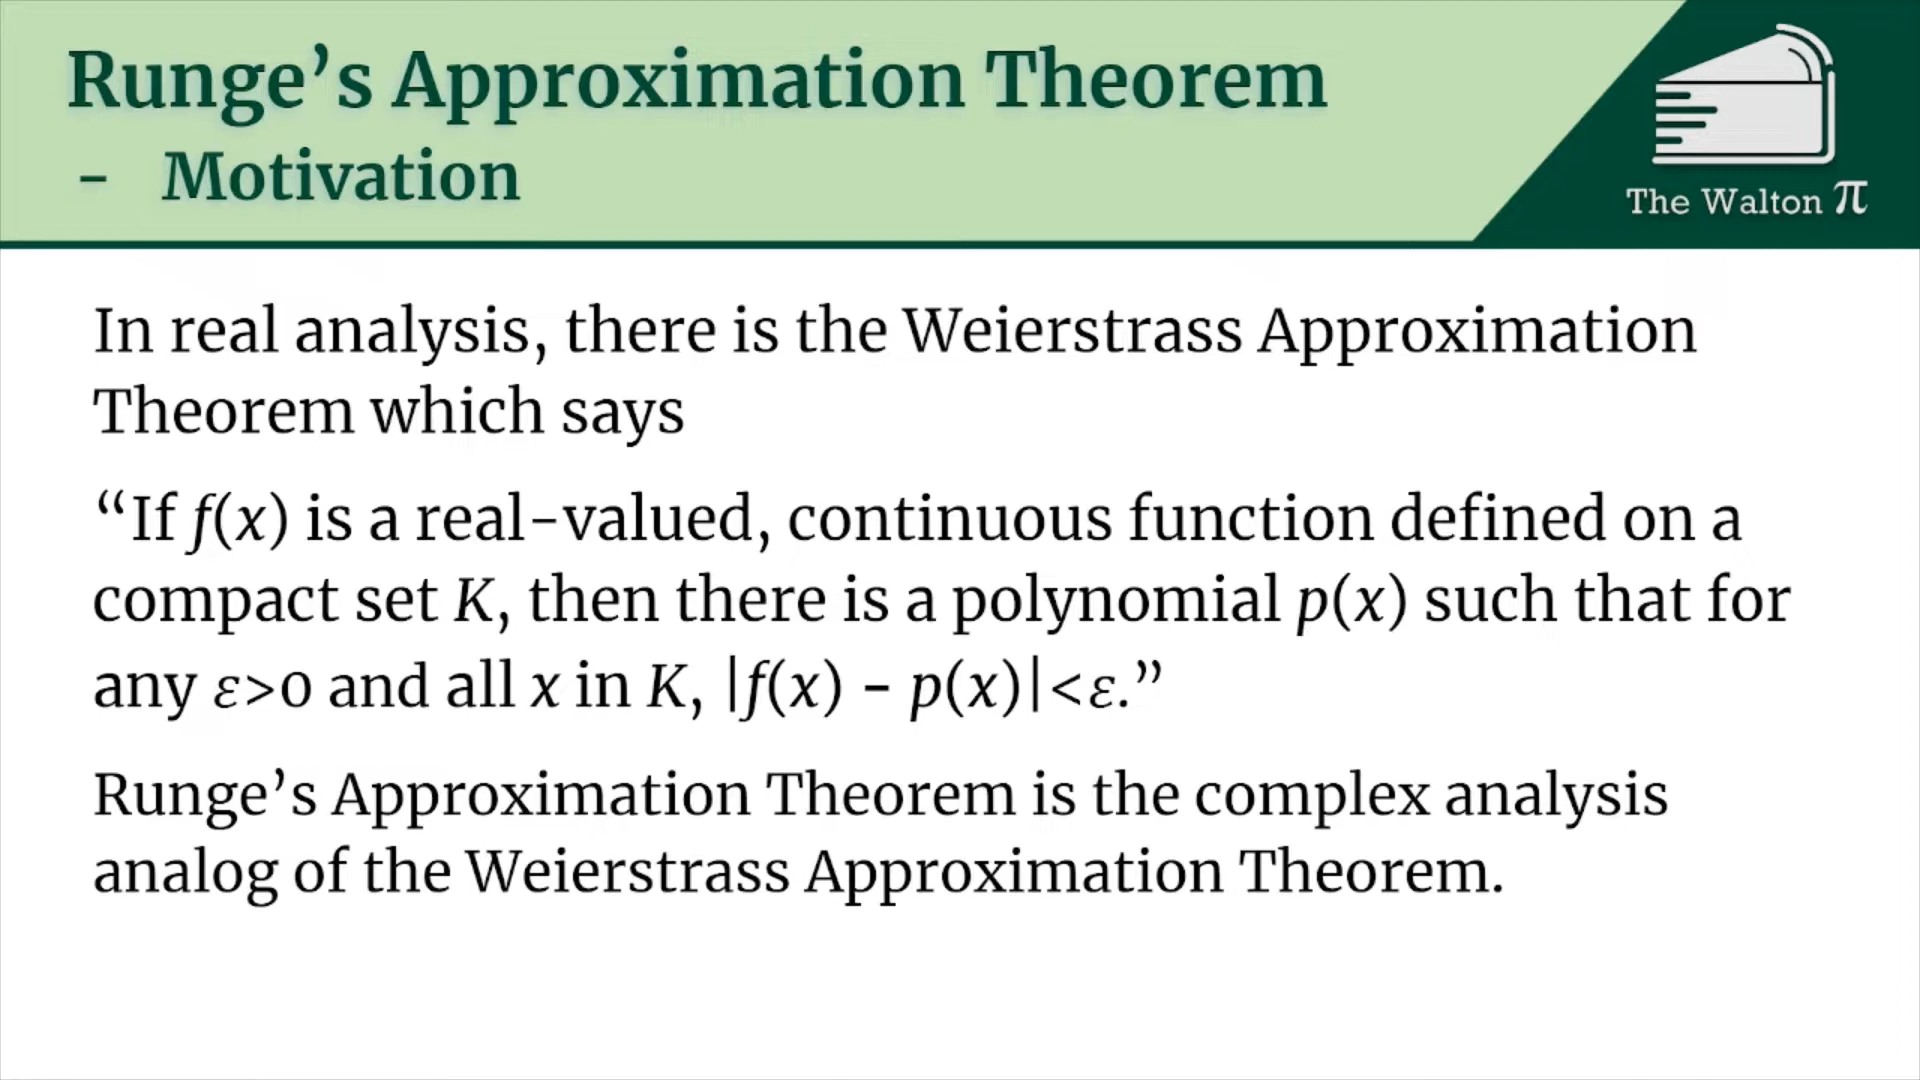 Runge’s Approximation Theorem
- Motivation
The Walton π
In real analysis, there is the Weierstrass Approximation
Theorem which says
“If f(x) is a real-valued, continuous function defined on a
compact set K, then there is a polynomial p(x) such that for
any ε>0 and all x in K, |f(x) - p(x)|<ε.”
Runge’s Approximation Theorem is the complex analysis
analog of the Weierstrass Approximation Theorem.